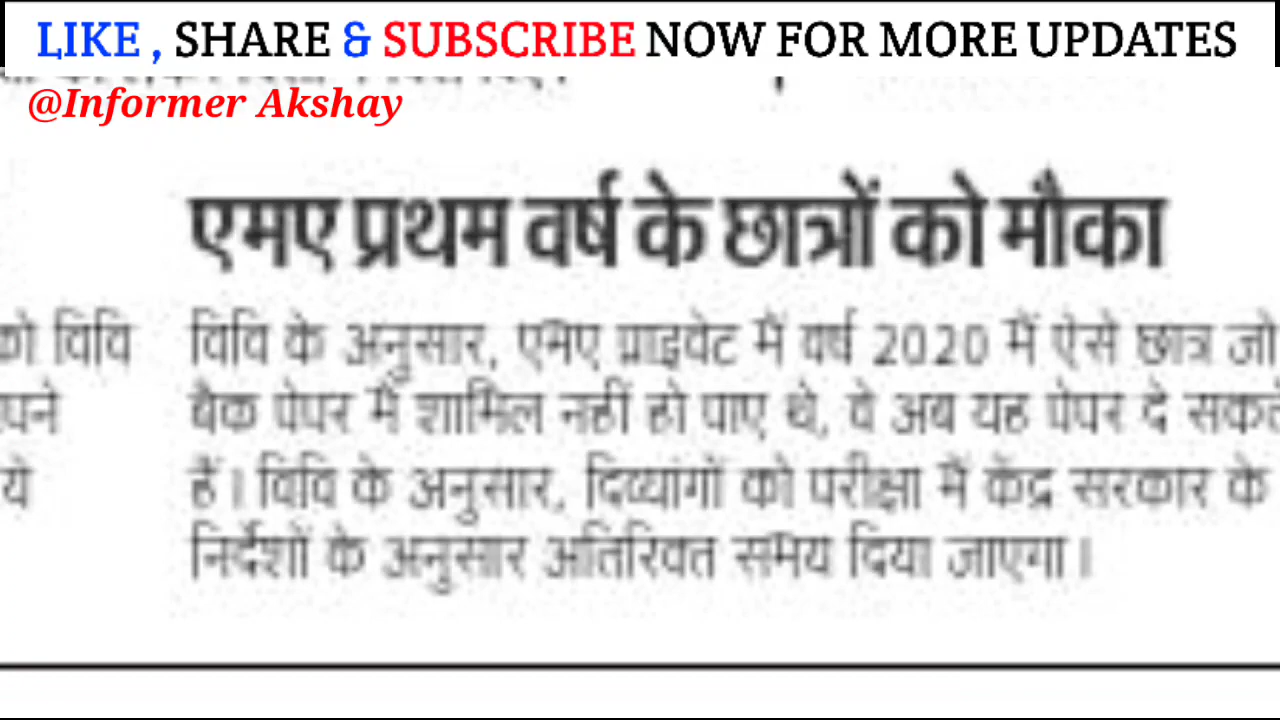 LIKE , SHARE & SUBSCRIBE NOW FOR MORE UPDATES
@Informer Akshay
एमए प्रथम वर्ष के छात्रों को मौका
को विवि
विवि के अनुसार, एमए प्राइवेट में वर्ष 2020 में ऐसे छात्र जो
बैक पेपर में शामिल नहीं हो पाए थे, वे अब यह पेपर दे सकते
ये
हैं। विवि के अनुसार, दिव्यांगों को परीक्षा में केंद्र सरकार के
निर्देशों के अनुसार अतिरिक्त समय दिया जाएगा।